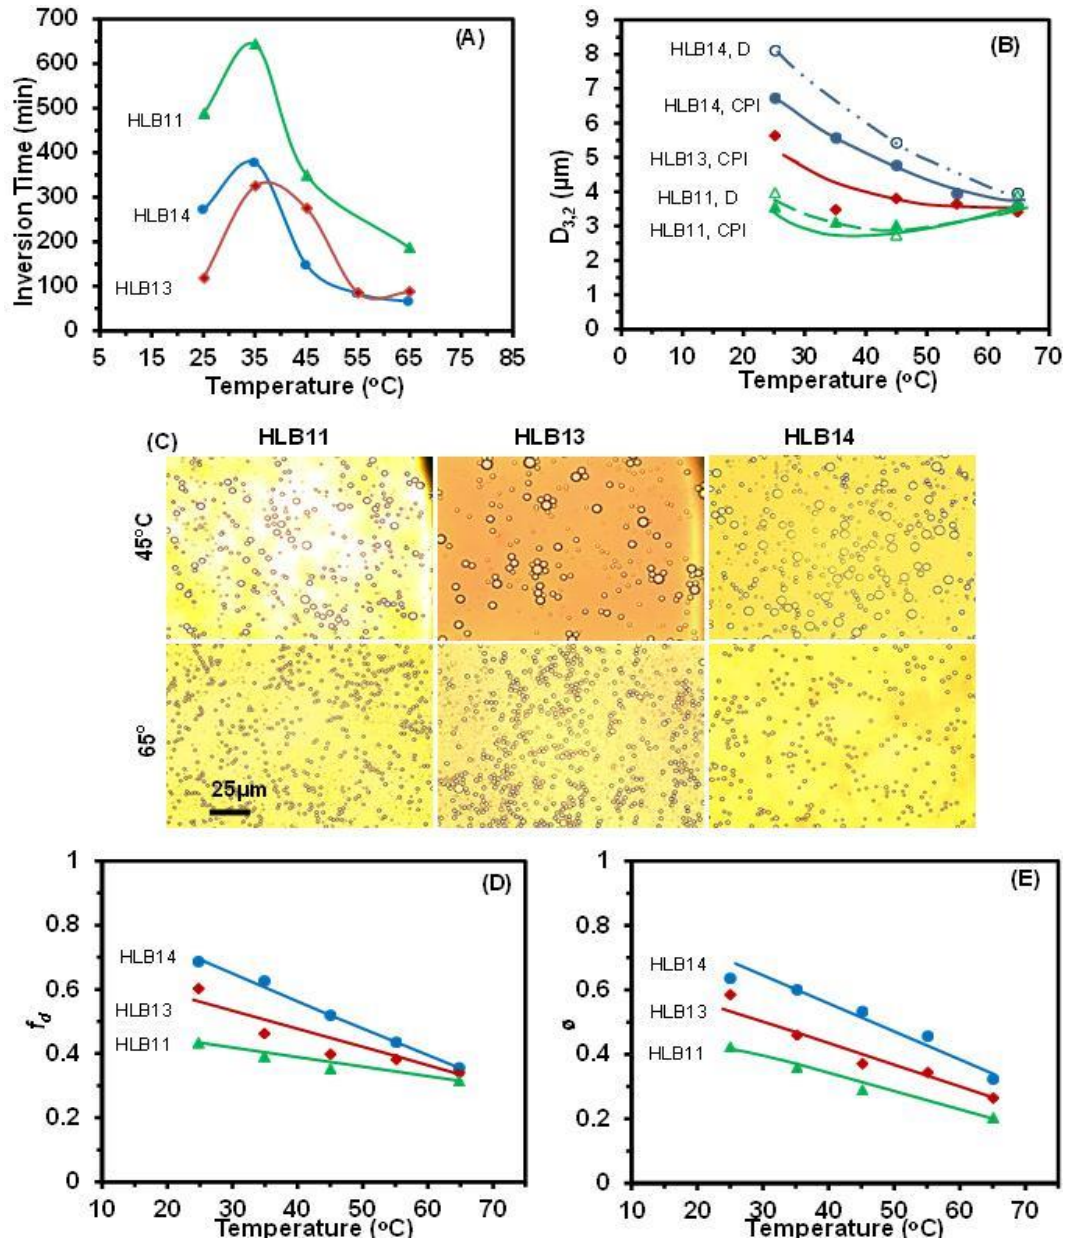 700
600
500
400
300
200
100
0
Inversion Time (min)
(A)
HLB11
HLB14
HLB13
5 15 25 35 45 55 65 75 85
Temperature (ºC)
9
8
7
6
5
4
3
2
1
0
D3,2 (µm)
(B)
HLB14, D
HLB14, CPI
HLB13, CPI
HLB11, D
HLB11, CPI
0 10 20 30 40 50 60 70
Temperature (ºC)
(C)
HLB11 HLB13 HLB14
45°C
65°
25µm
1
0.8
0.6
0.4
0.2
0
fd
(D)
HLB14
HLB13
HLB11
10 20 30 40 50 60 70
Temperature (ºC)
1
0.8
0.6
0.4
0.2
0
ø
(E)
HLB14
HLB13
HLB11
10 20 30 40 50 60 70
Temperature (ºC)